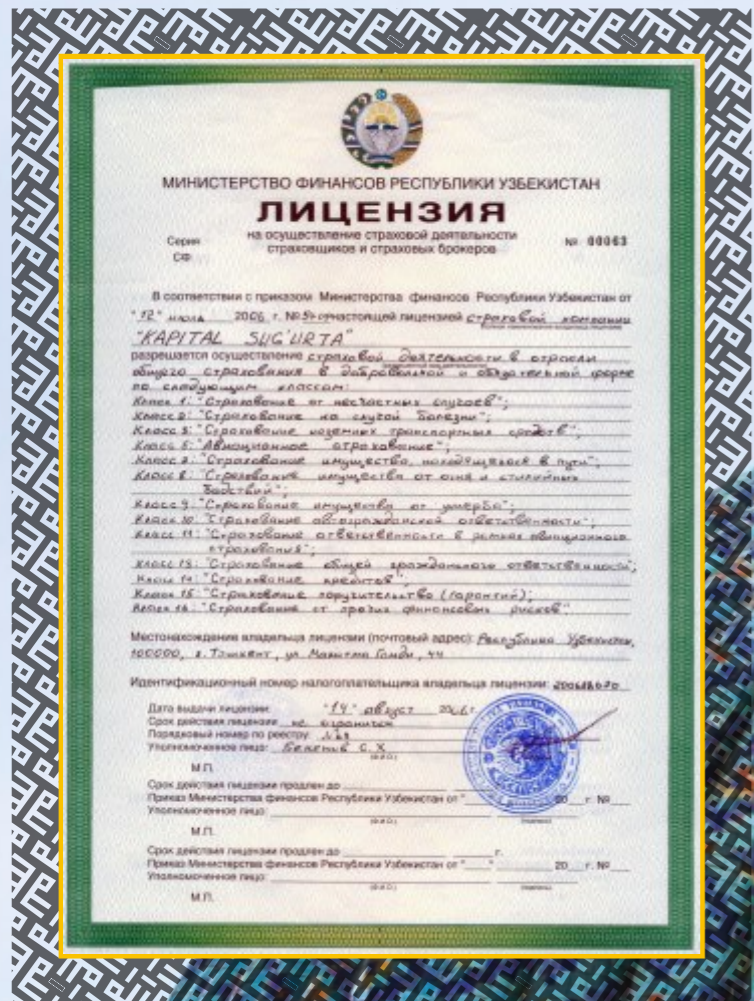 МИНИСТЕРСТВО ФИНАНСОВ РЕСПУБЛИКИ УЗБЕКИСТАН
ЛИЦЕНЗИЯ
на осуществление страховой деятельности
страховщиков и страховых брокеров
Серия
СФ
№ 00063
В соответствии с приказом Министерства финансов Республики Узбекистан от
"12" июля 2006 г. № настоящей лицензией страховой компании
"KAPITAL SUG'URTA"
разрешается осуществление страховой деятельности в отрасли
общего страхования в добровольной и обязательной форме
по следующим классам:
Класс 1: "Страхование от несчастных случаев";
Класс 2: "Страхование на случай болезни";
Класс 3: "Страхование наземных транспортных средств";
Класс 5: "Авиационное страхование";
Класс 7: "Страхование имущества, находящегося в пути";
Класс 8: "Страхование имущества от огня и стихийных
бедствий";
Класс 9: "Страхование имущества от ущерба";
Класс 10: "Страхование автогражданской ответственности";
Класс 11: "Страхование ответственности в рамках авиационного
страхования";
Класс 13: "Страхование общей гражданской ответственности";
Класс 14: "Страхование кредитов";
Класс 15: "Страхование поручительства (гарантий);
Класс 16: "Страхование от прочих финансовых рисков".
Местонахождение владельца лицензии (почтовый адрес): Республика Узбекистан,
100000, г. Ташкент, ул. Махатма Ганди, 44
Идентификационный номер налогоплательщика владельца лицензии:
Дата выдачи лицензии "14" август г.
Срок действия лицензии не ограничен
Порядковый номер по реестру:
Уполномоченное лицо: С. Х.
(Ф.И.О.)
М.П.
Срок действия лицензии продлен до
Приказ Министерства финансов Республики Узбекистан от " 20 г. №
Уполномоченное лицо
(Ф.И.О.) (подпись)
М.П.
Срок действия лицензии продлен до г.
Приказ Министерства финансов Республики Узбекистан от " " 20 г. №
Уполномоченное лицо:
(Ф.И.О.) (подпись)
М.П.